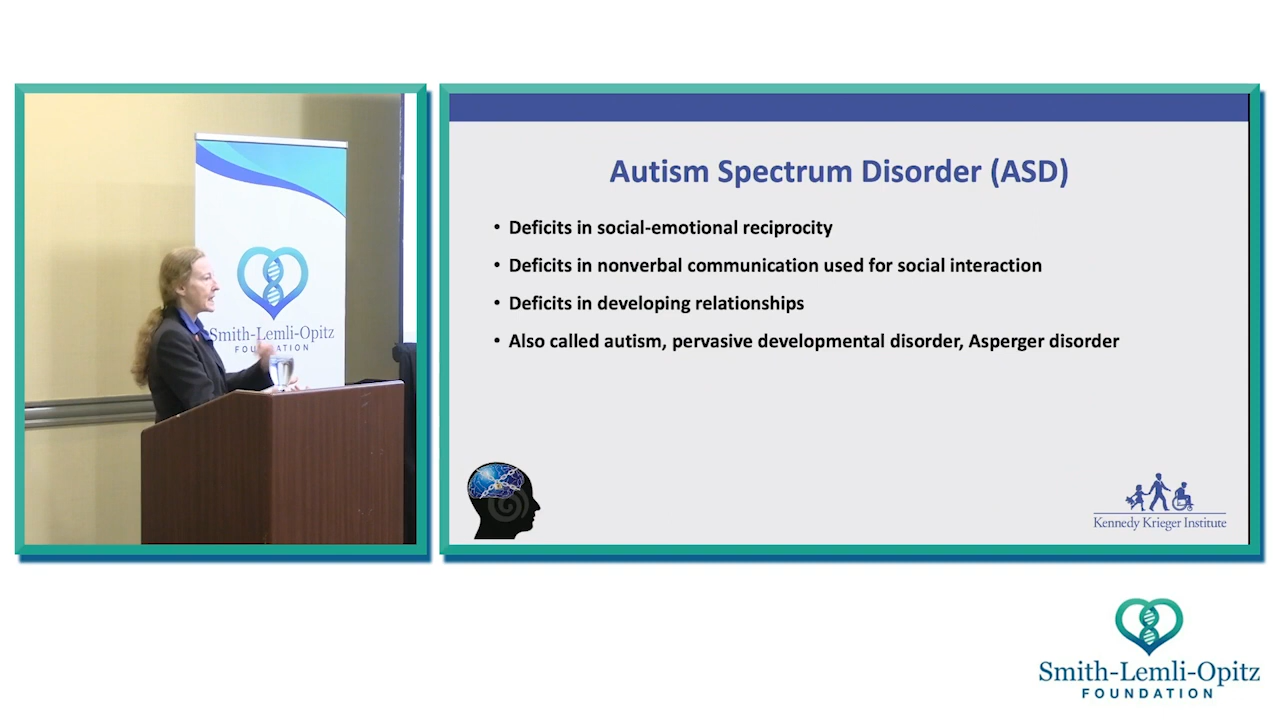 Smith-Lemli-Opitz
FOUNDATION
Autism Spectrum Disorder (ASD)
• Deficits in social-emotional reciprocity
• Deficits in nonverbal communication used for social interaction
• Deficits in developing relationships
• Also called autism, pervasive developmental disorder, Asperger disorder
Kennedy Krieger Institute
Smith-Lemli-Opitz
FOUNDATION